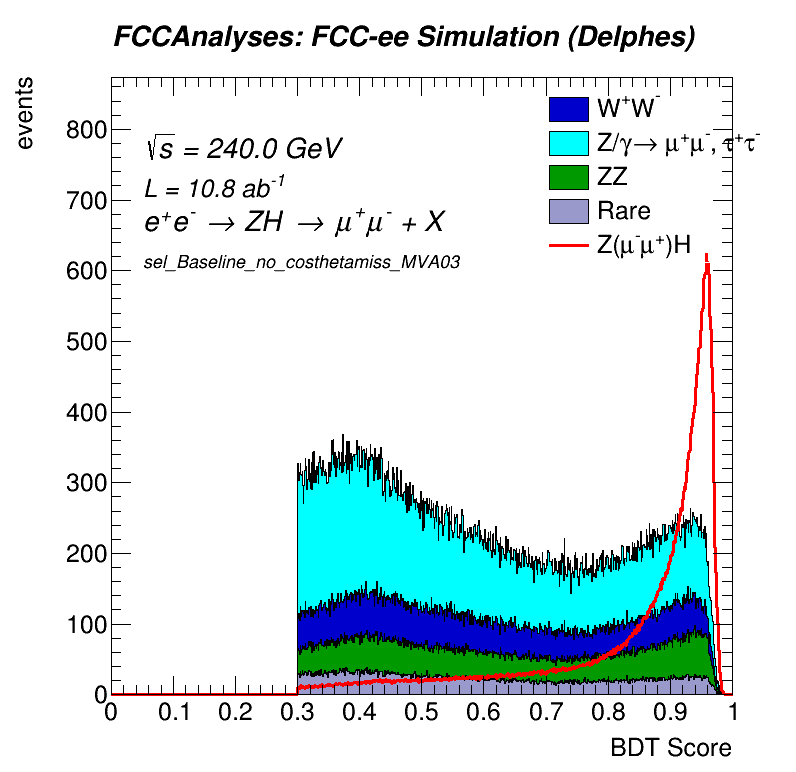 FCCAnalyses: FCC-ee Simulation (Delphes)
events
√s = 240.0 GeV
L = 10.8 ab⁻¹
e⁺e⁻ → ZH → μ⁺μ⁻ + X
sel_Baseline_no_costhetamiss_MVA03
W⁺W⁻
Z/γ→ μ⁺μ⁻, τ⁺τ⁻
ZZ
Rare
Z(μ⁻μ⁺)H
800
700
600
500
400
300
200
100
0
0 0.1 0.2 0.3 0.4 0.5 0.6 0.7 0.8 0.9 1
BDT Score